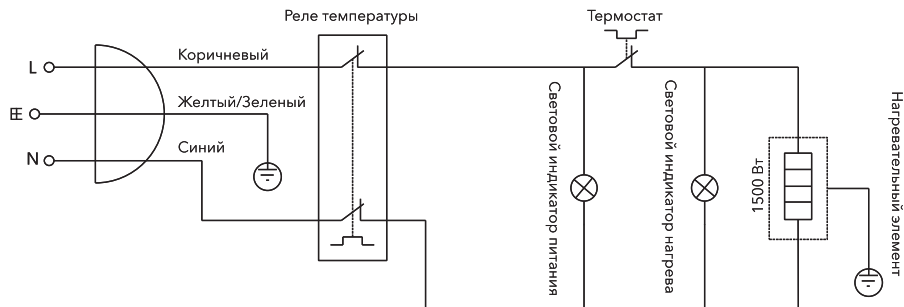 Реле температуры
Термостат
L
Коричневый
Желтый/Зеленый
N
Синий
Световой индикатор питания
Световой индикатор нагрева
1500 Вт
Нагревательный элемент